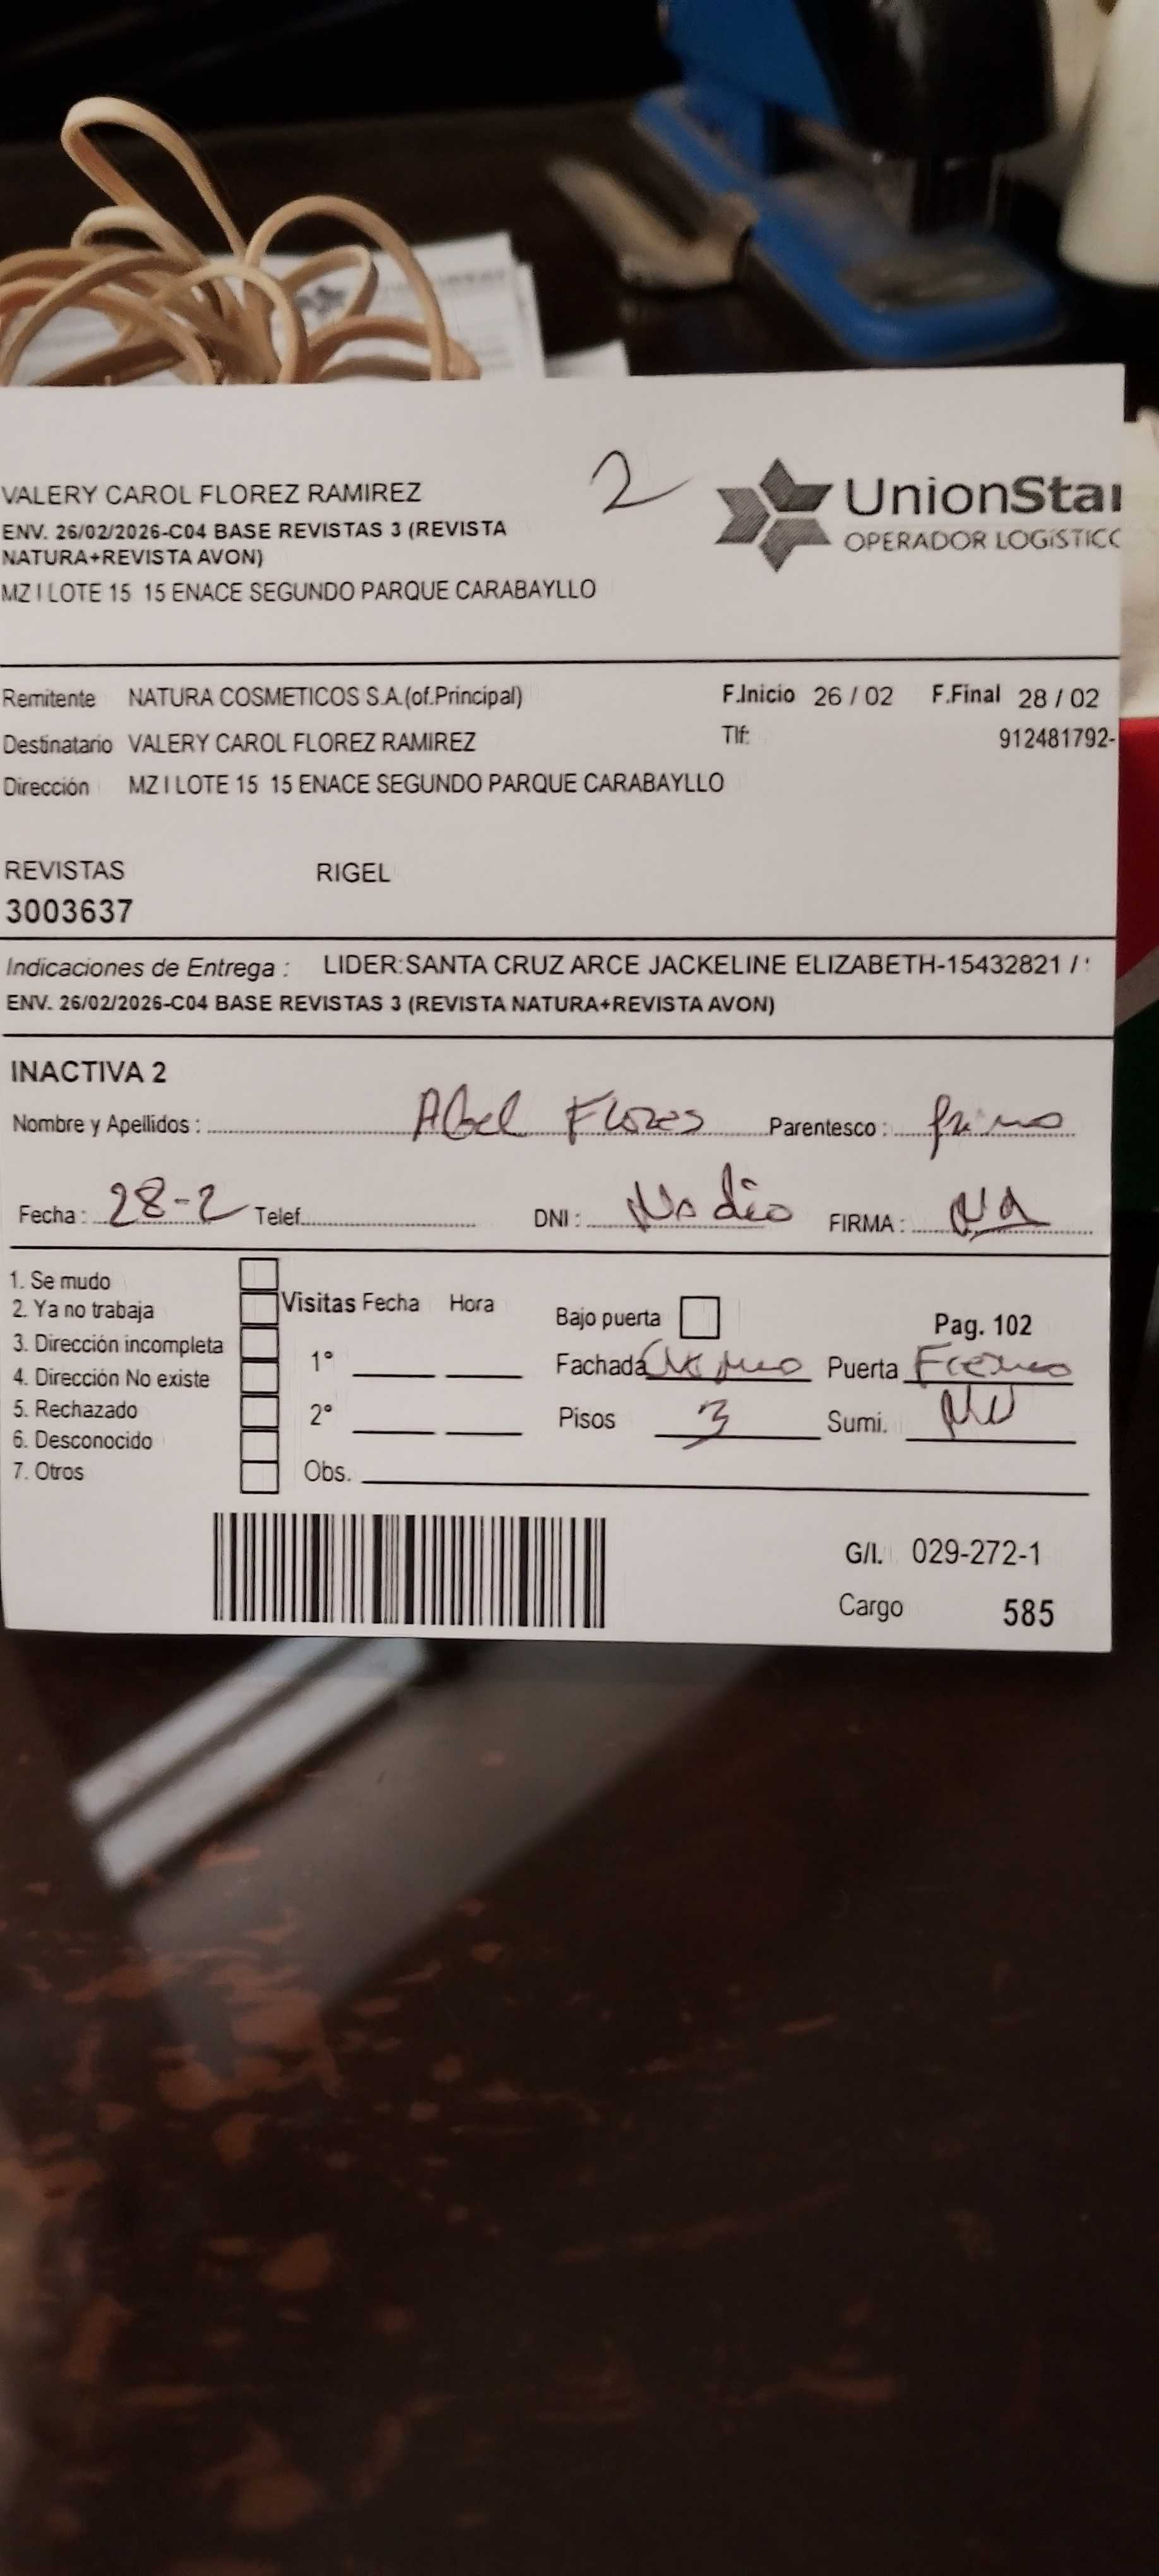 2
VALERY CAROL FLOREZ RAMIREZ
ENV. 26/02/2026-C04 BASE REVISTAS 3 (REVISTA
NATURA+REVISTA AVON)
MZ I LOTE 15 15 ENACE SEGUNDO PARQUE CARABAYLLO
UnionStar
OPERADOR LOGÍSTICO
Remitente NATURA COSMETICOS S.A.(of.Principal) F.Inicio 26 / 02 F.Final 28 / 02
Destinatario VALERY CAROL FLOREZ RAMIREZ Tlf: 912481792-
Dirección MZ I LOTE 15 15 ENACE SEGUNDO PARQUE CARABAYLLO
REVISTAS RIGEL
3003637
Indicaciones de Entrega : LIDER:SANTA CRUZ ARCE JACKELINE ELIZABETH-15432821 /
ENV. 26/02/2026-C04 BASE REVISTAS 3 (REVISTA NATURA+REVISTA AVON)
INACTIVA 2
Nombre y Apellidos : Abel Flores Parentesco : primo
Fecha : 28-2 Telef. DNI : No dio FIRMA :
1. Se mudo
2. Ya no trabaja
3. Dirección incompleta
4. Dirección No existe
5. Rechazado
6. Desconocido
7. Otros
Visitas Fecha Hora
1°
2°
Obs.
Bajo puerta Pag. 102
Fachada Puerta Fierro
Pisos 3 Sumi.
G/I. 029-272-1
Cargo 585